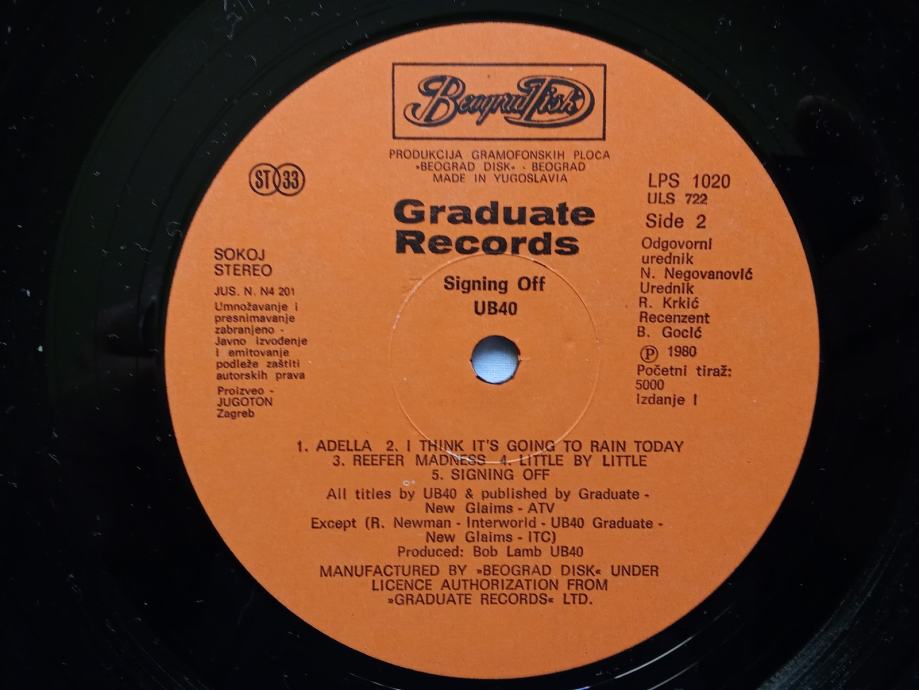 Beograd Disk
PRODUKCIJA GRAMOFONSKIH PLOČA
»BEOGRAD DISK« - BEOGRAD
MADE IN YUGOSLAVIA
ST 33
LPS 1020
ULS 722
Side 2
Graduate
Records
Signing Off
UB40
SOKOJ
STEREO
JUS. N. N4 201
Umnožavanje i
presnimavanje
zabranjeno -
Javno izvođenje
i emitovanje
podleže zaštiti
autorskih prava
Proizveo -
JUGOTON
Zagreb
Odgovorni
urednik
N. Negovanović
Urednik
R. Krkić
Recenzent
B. Gocić
Ⓟ 1980
Početni tiraž:
5000
Izdanje I
1. ADELLA 2. I THINK IT'S GOING TO RAIN TODAY
3. REEFER MADNESS 4. LITTLE BY LITTLE
5. SIGNING OFF
All titles by UB40 & published by Graduate -
New Glaims - ATV
Except (R. Newman - Interworld - UB40 Graduate -
New Glaims - ITC)
Produced: Bob Lamb UB40
MANUFACTURED BY »BEOGRAD DISK« UNDER
LICENCE AUTHORIZATION FROM
»GRADUATE RECORDS« LTD.